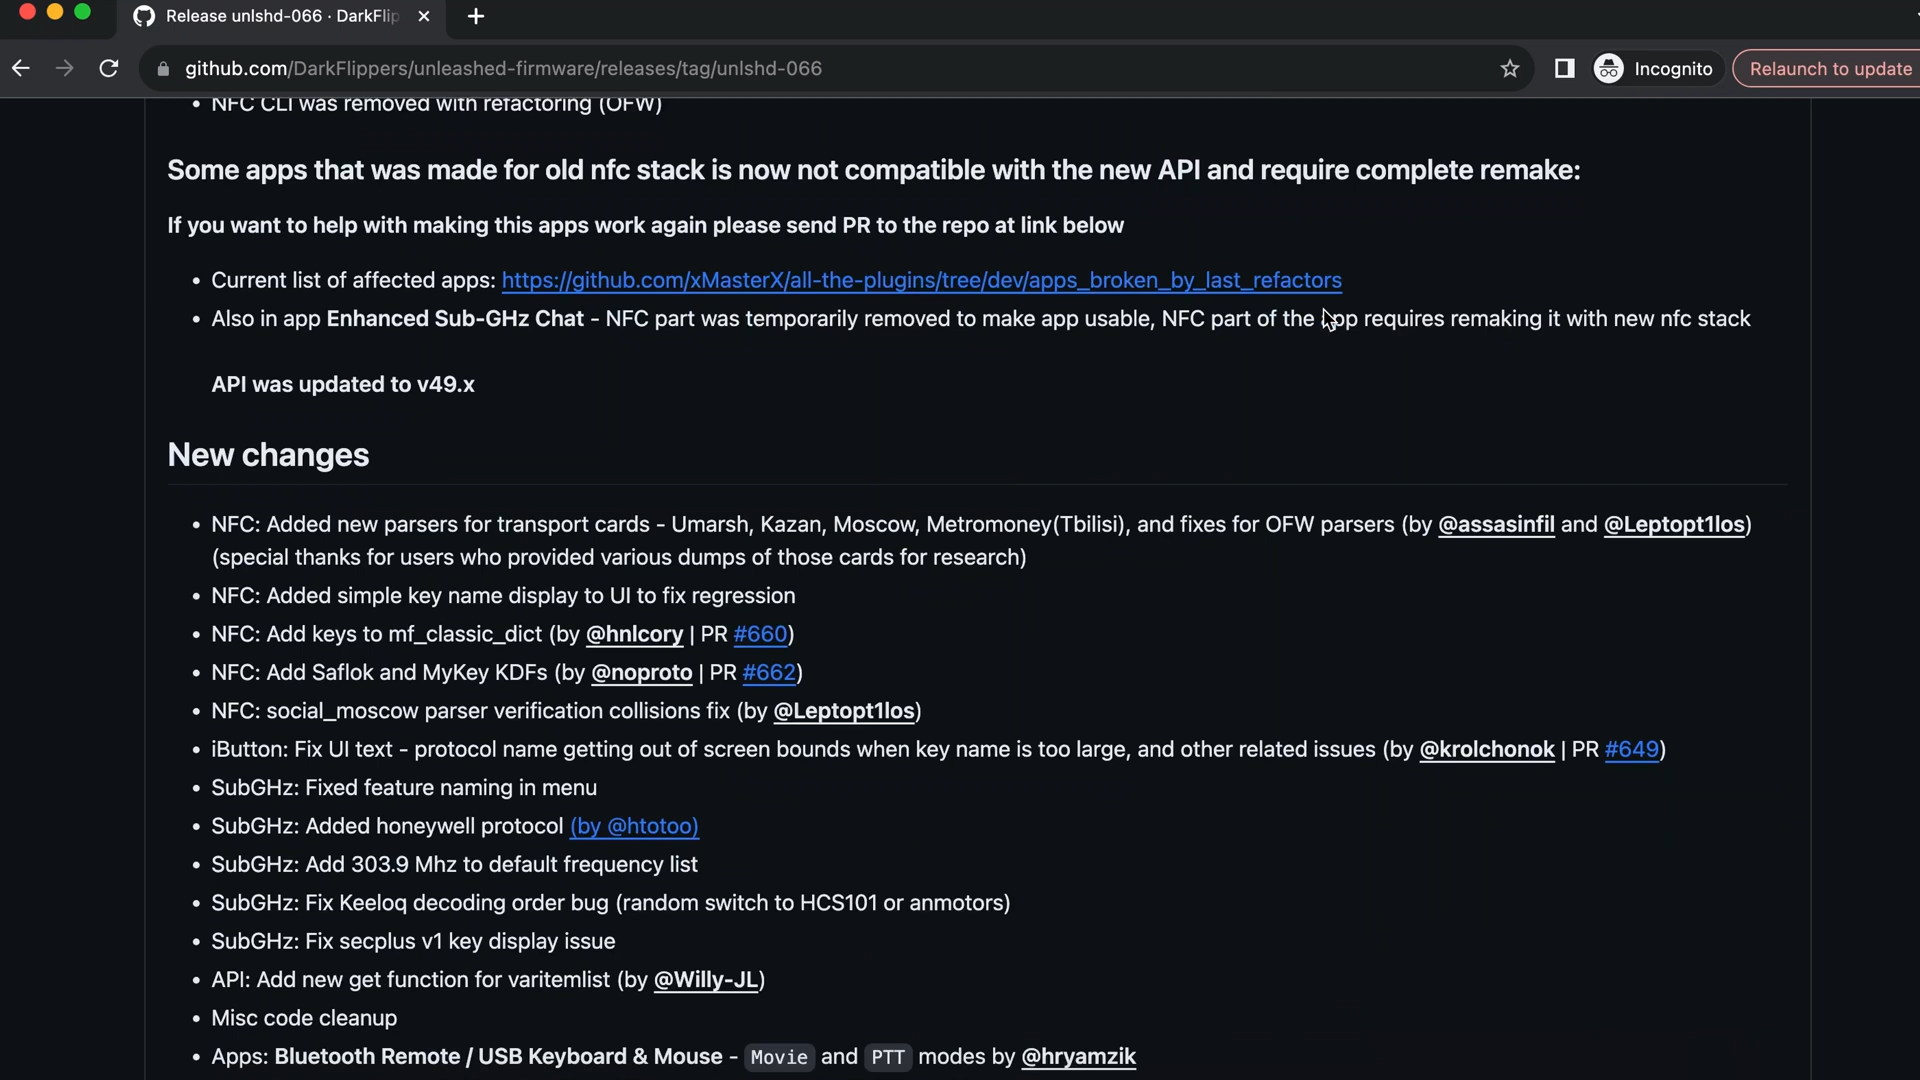 Release unlshd-066 · DarkFlip
github.com/DarkFlippers/unleashed-firmware/releases/tag/unlshd-066
Incognito
Relaunch to update
• NFC CLI was removed with refactoring (OFW)
Some apps that was made for old nfc stack is now not compatible with the new API and require complete remake:
If you want to help with making this apps work again please send PR to the repo at link below
• Current list of affected apps: https://github.com/xMasterX/all-the-plugins/tree/dev/apps_broken_by_last_refactors
• Also in app Enhanced Sub-GHz Chat - NFC part was temporarily removed to make app usable, NFC part of the app requires remaking it with new nfc stack
API was updated to v49.x
New changes
• NFC: Added new parsers for transport cards - Umarsh, Kazan, Moscow, Metromoney(Tbilisi), and fixes for OFW parsers (by @assasinfil and @Leptopt1los)
(special thanks for users who provided various dumps of those cards for research)
• NFC: Added simple key name display to UI to fix regression
• NFC: Add keys to mf_classic_dict (by @hnlcory | PR #660)
• NFC: Add Saflok and MyKey KDFs (by @noproto | PR #662)
• NFC: social_moscow parser verification collisions fix (by @Leptopt1los)
• iButton: Fix UI text - protocol name getting out of screen bounds when key name is too large, and other related issues (by @krolchonok | PR #649)
• SubGHz: Fixed feature naming in menu
• SubGHz: Added honeywell protocol (by @htotoo)
• SubGHz: Add 303.9 Mhz to default frequency list
• SubGHz: Fix Keeloq decoding order bug (random switch to HCS101 or anmotors)
• SubGHz: Fix secplus v1 key display issue
• API: Add new get function for varitemlist (by @Willy-JL)
• Misc code cleanup
• Apps: Bluetooth Remote / USB Keyboard & Mouse - Movie and PTT modes by @hryamzik